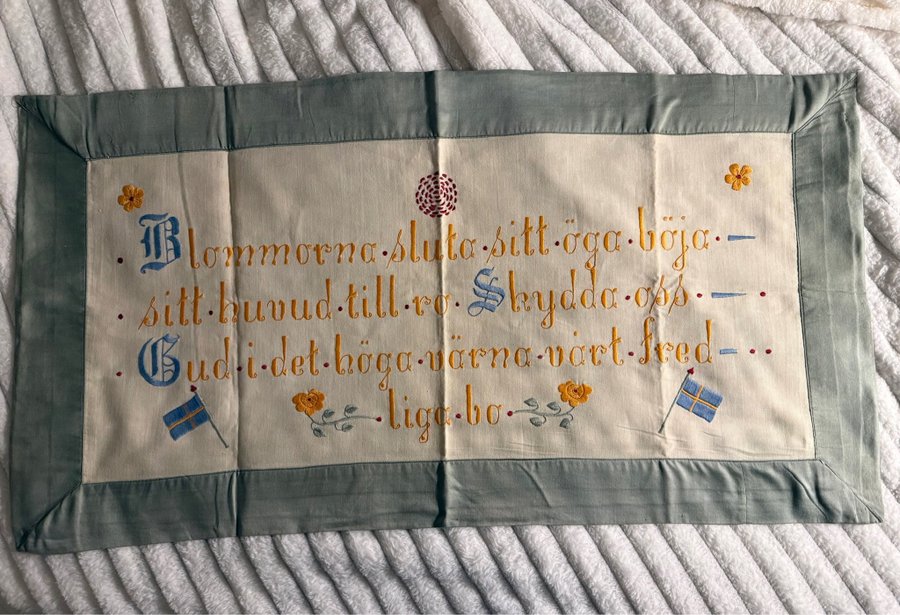 Blommorna·sluta·sitt·öga·böja·–
·sitt·huvud·till·ro·Skydda·oss·–·
·Gud·i·det·höga·värna·vårt·fred–··
·liga·bo·